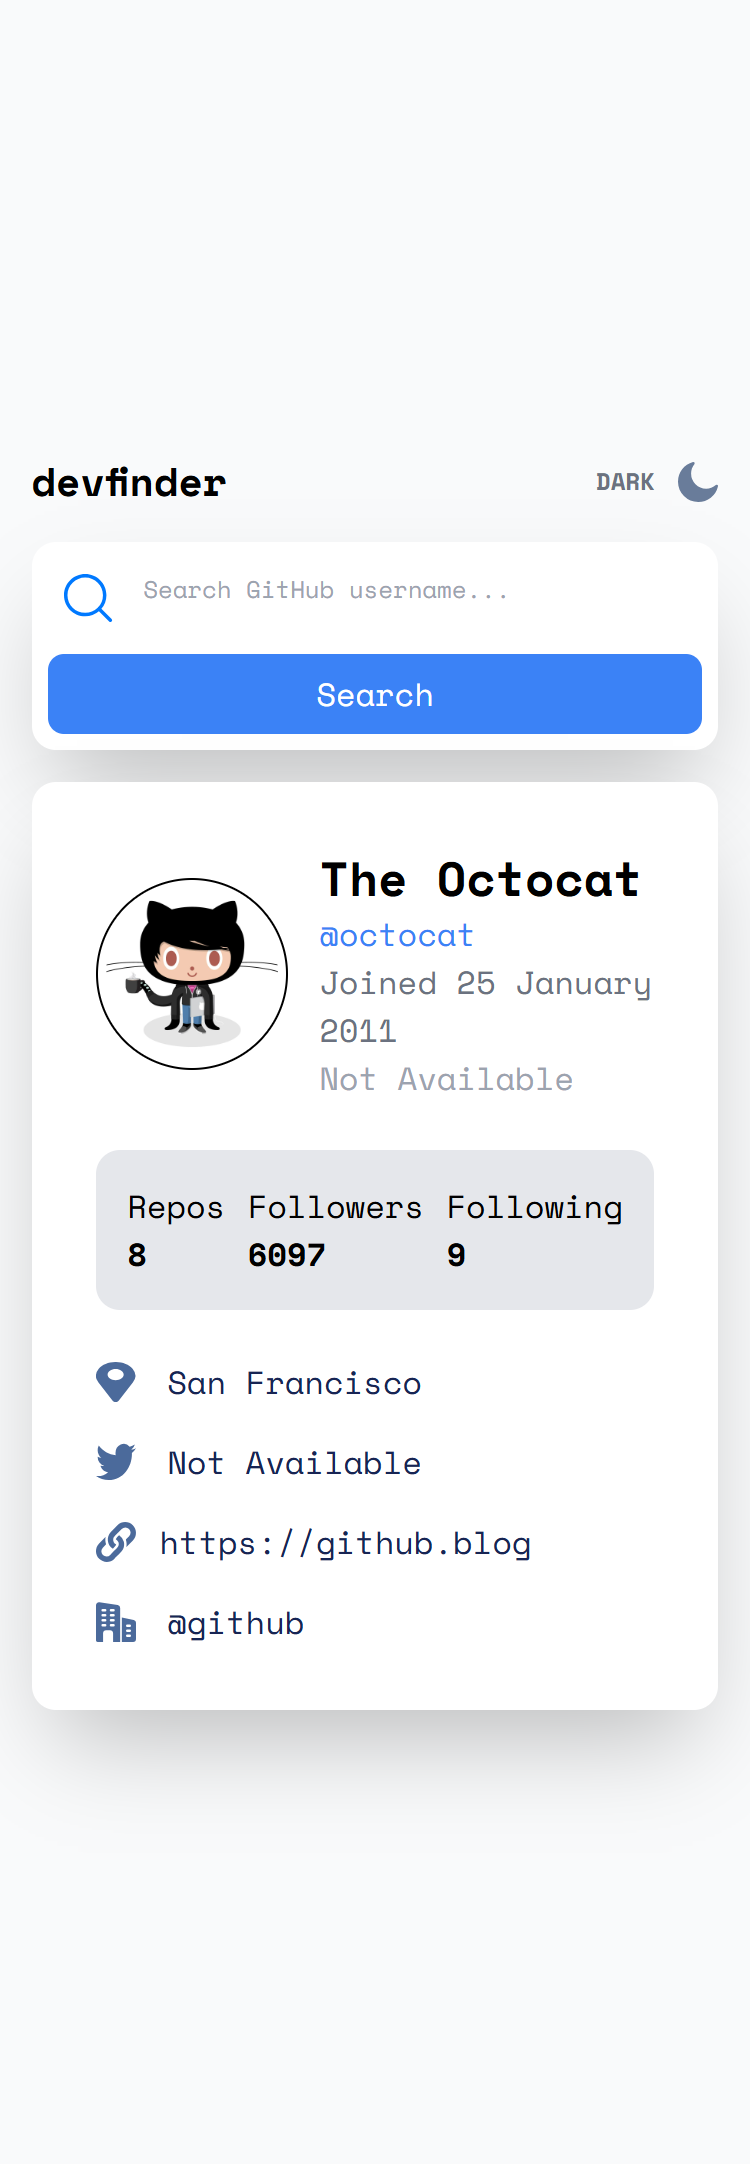 devfinder
DARK
Search GitHub username...
Search
The Octocat
@octocat
Joined 25 January
2011
Not Available
Repos Followers Following
8 6097 9
San Francisco
Not Available
https://github.blog
@github